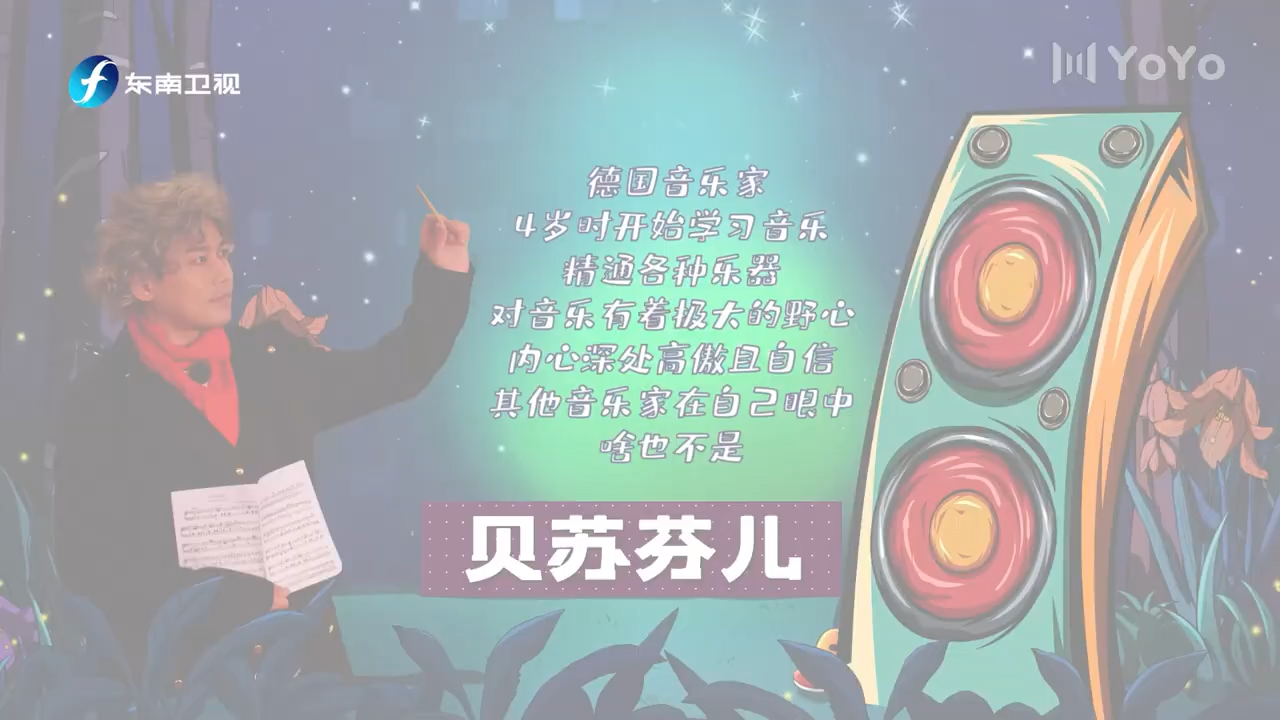 东南卫视
YoYo
德国音乐家
4岁时开始学习音乐
精通各种乐器
对音乐有着极大的野心
内心深处高傲且自信
其他音乐家在自己眼中
啥也不是
贝苏芬儿